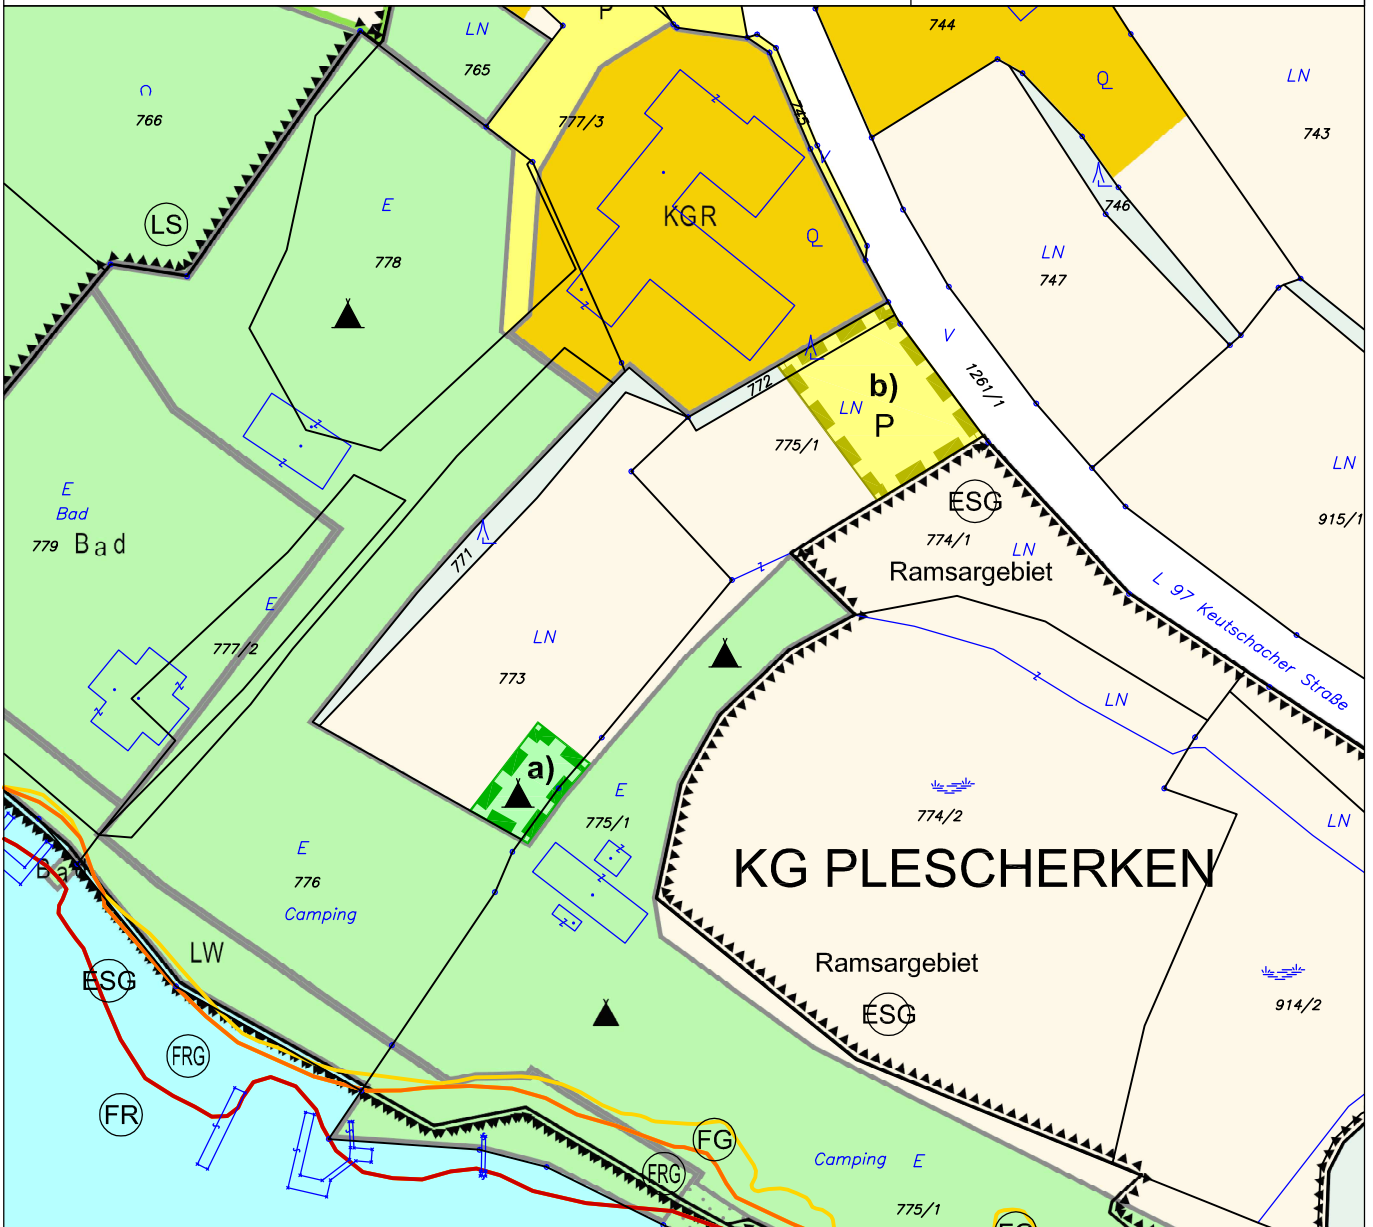 P
744
LN
765
Q
LN
743
766
777/3
745
V
LS
E
778
KGR
Q
746
LN
747
V
1261/1
772
b)
LN
P
775/1
LN
915/1
E
Bad
779
Bad
ESG
774/1
LN
Ramsargebiet
771
E
777/2
LN
773
L 97 Keutschacher Straße
LN
a)
E
775/1
774/2
LN
KG PLESCHERKEN
E
776
Camping
Bad
LW
Ramsargebiet
ESG
ESG
914/2
FRG
FR
FG
FRG
Camping E
775/1
FG